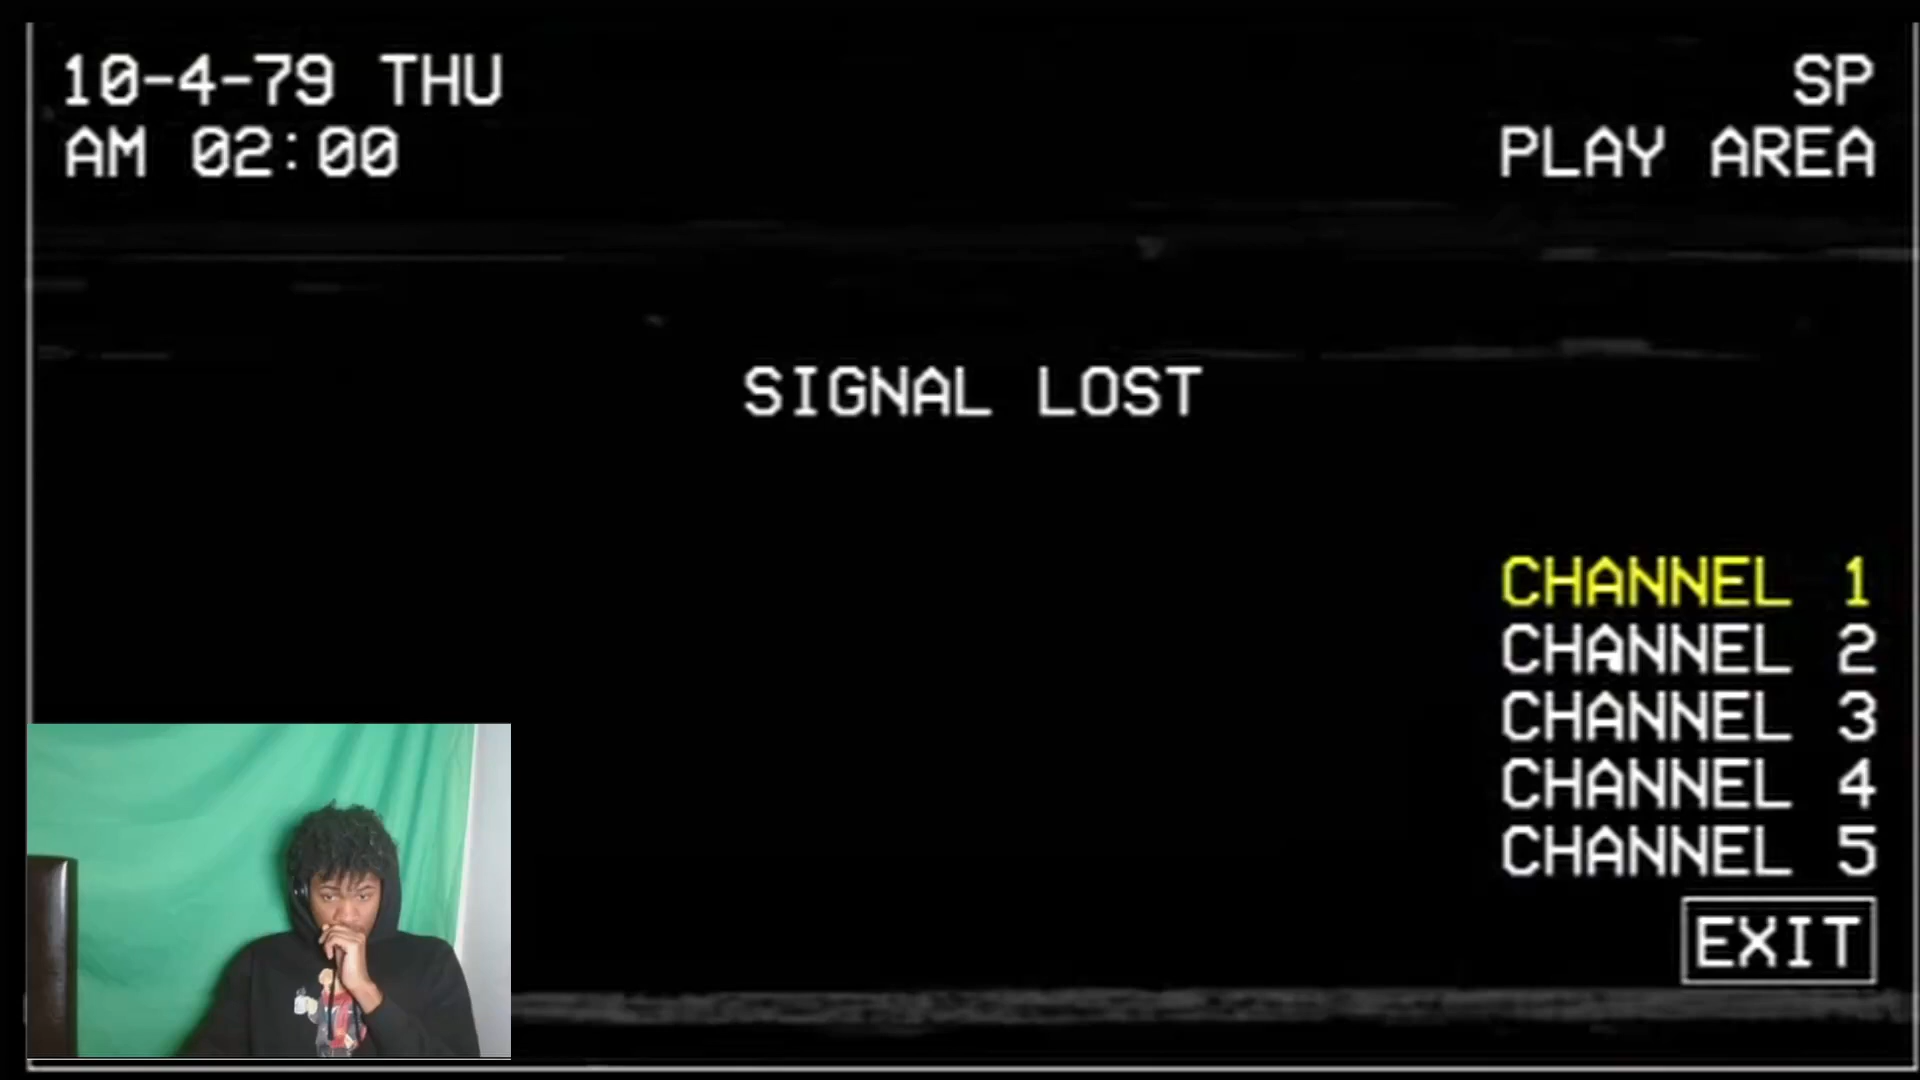 10-4-79 THU
AM 02:00
SP
PLAY AREA
SIGNAL LOST
CHANNEL 1
CHANNEL 2
CHANNEL 3
CHANNEL 4
CHANNEL 5
EXIT